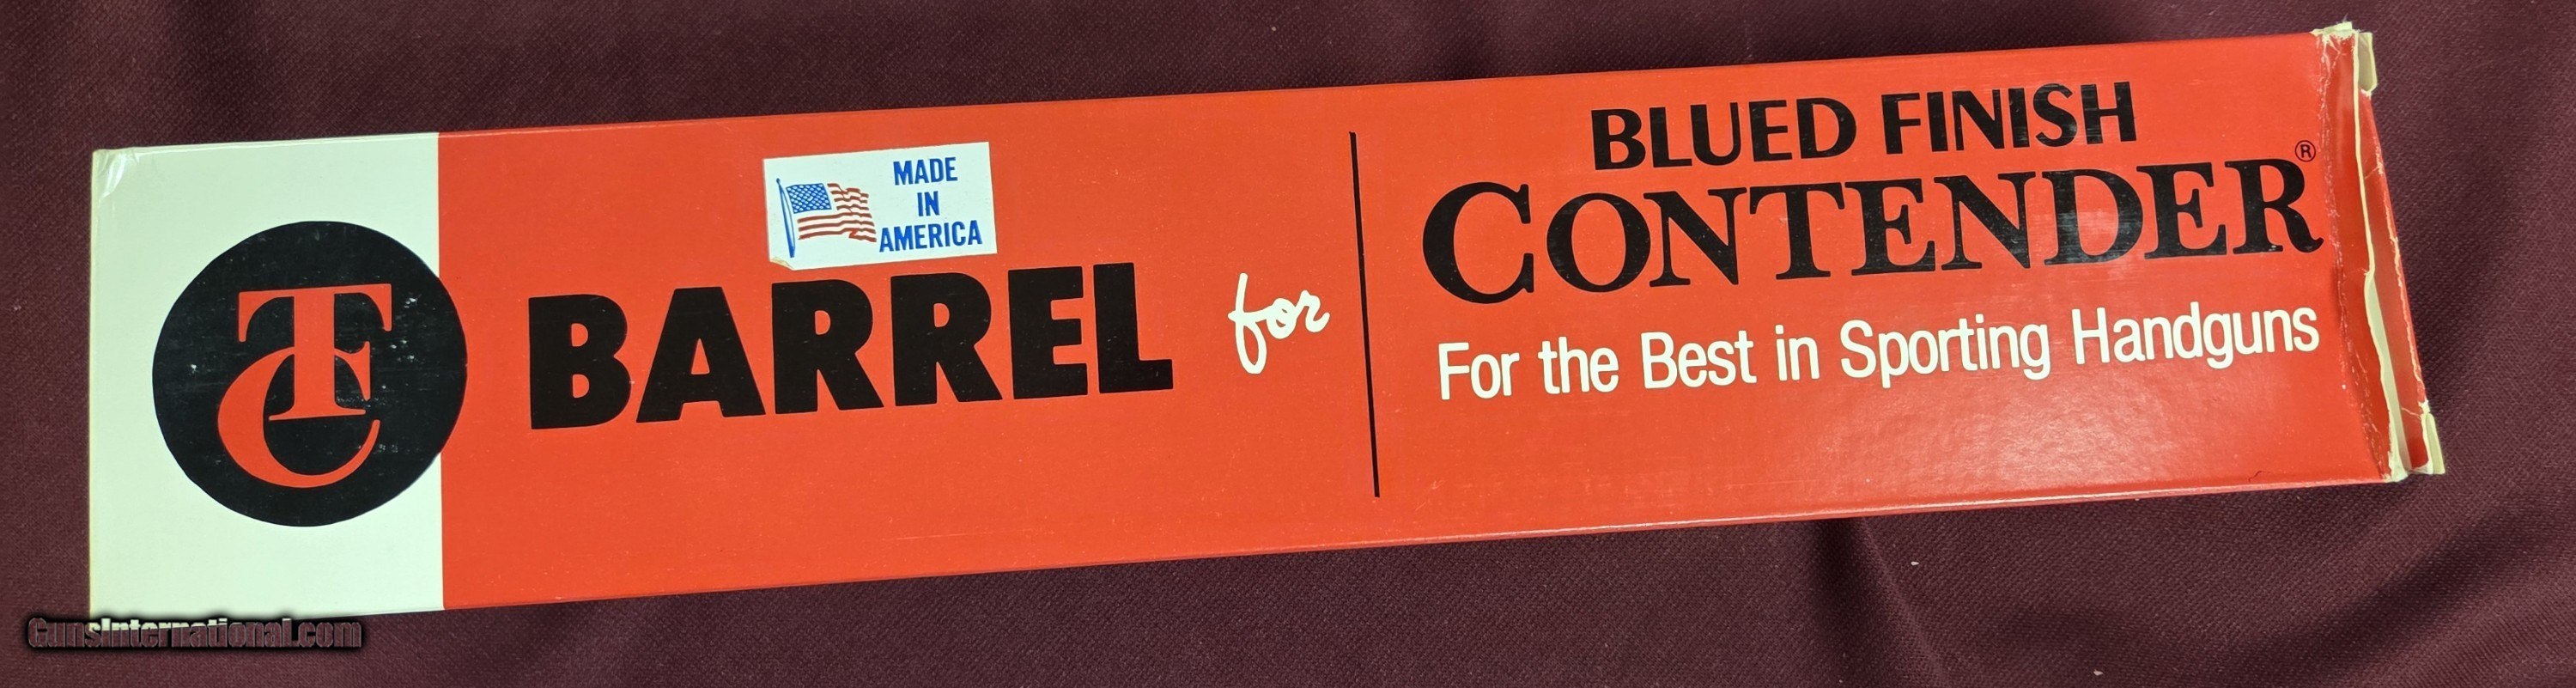 TC
MADE
IN
AMERICA
BARREL for
BLUED FINISH
CONTENDER®
For the Best in Sporting Handguns
GunsInternational.com